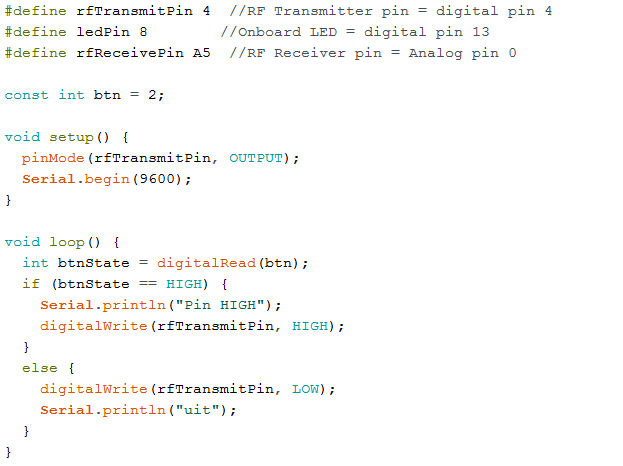 #define rfTransmitPin 4  //RF Transmitter pin = digital pin 4
#define ledPin 8        //Onboard LED = digital pin 13
#define rfReceivePin A5  //RF Receiver pin = Analog pin 0

const int btn = 2;

void setup() {
  pinMode(rfTransmitPin, OUTPUT);
  Serial.begin(9600);
}

void loop() {
  int btnState = digitalRead(btn);
  if (btnState == HIGH) {
    Serial.println("Pin HIGH");
    digitalWrite(rfTransmitPin, HIGH);
  }
  else {
    digitalWrite(rfTransmitPin, LOW);
    Serial.println("uit");
  }
}